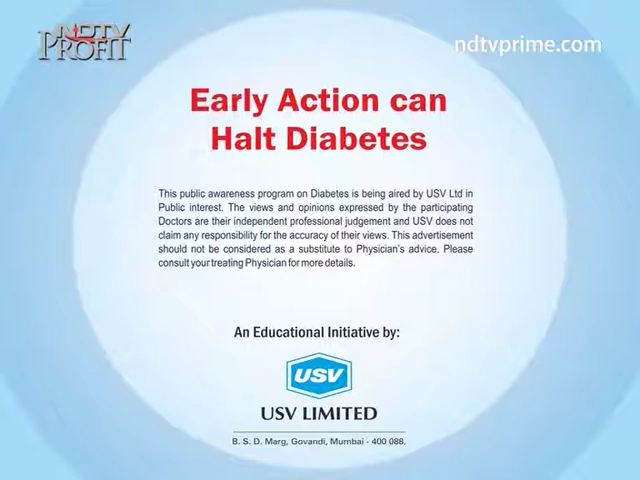 NDTV
PROFIT
ndtvprime.com
Early Action can
Halt Diabetes
This public awareness program on Diabetes is being aired by USV Ltd in
Public interest. The views and opinions expressed by the participating
Doctors are their independent professional judgement and USV does not
claim any responsibility for the accuracy of their views. This advertisement
should not be considered as a substitute to Physician's advice. Please
consult your treating Physician for more details.
An Educational Initiative by:
USV
USV LIMITED
B. S. D. Marg, Govandi, Mumbai - 400 088.